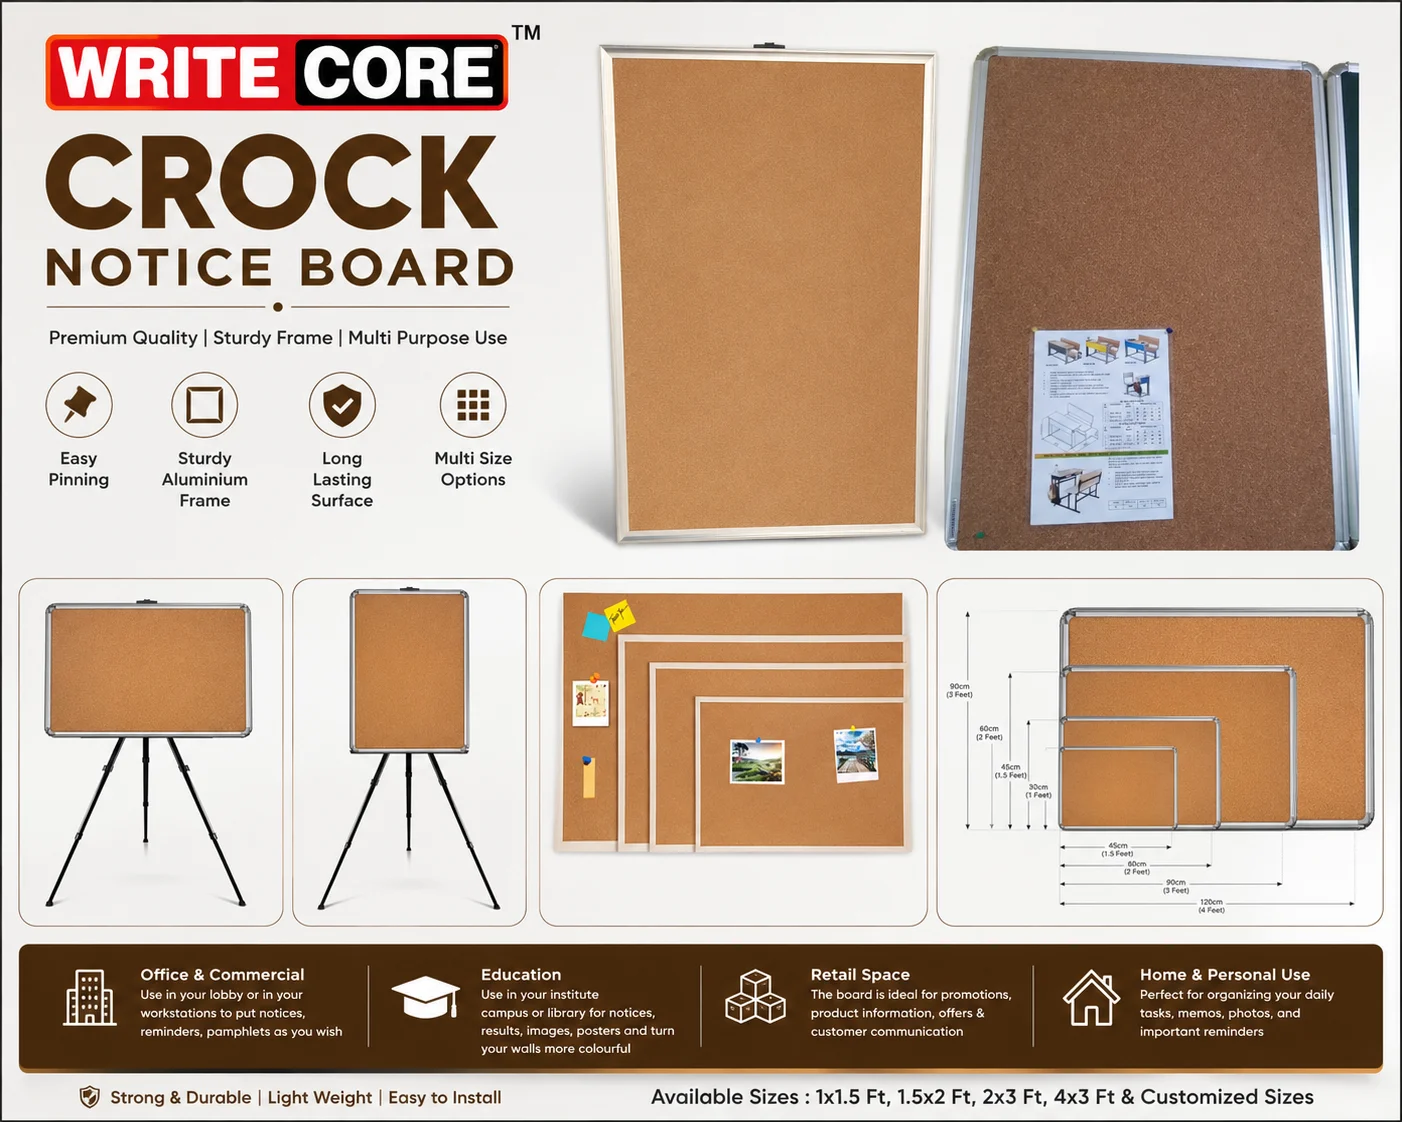 WRITE CORE TM
CROCK
NOTICE BOARD
Premium Quality | Sturdy Frame | Multi Purpose Use
Easy
Pinning
Sturdy
Aluminium
Frame
Long
Lasting
Surface
Multi Size
Options
90cm
(3 Feet)
60cm
(2 Feet)
45cm
(1.5 Feet)
30cm
(1 Feet)
45cm
(1.5 Feet)
60cm
(2 Feet)
90cm
(3 Feet)
120cm
(4 Feet)
Office & Commercial
Use in your lobby or in your
workstations to put notices,
reminders, pamphlets as you wish
Education
Use in your institute
campus or library for notices,
results, images, posters and turn
your walls more colourful
Retail Space
The board is ideal for promotions,
product information, offers &
customer communication
Home & Personal Use
Perfect for organizing your daily
tasks, memos, photos, and
important reminders
Strong & Durable | Light Weight | Easy to Install
Available Sizes : 1x1.5 Ft, 1.5x2 Ft, 2x3 Ft, 4x3 Ft & Customized Sizes